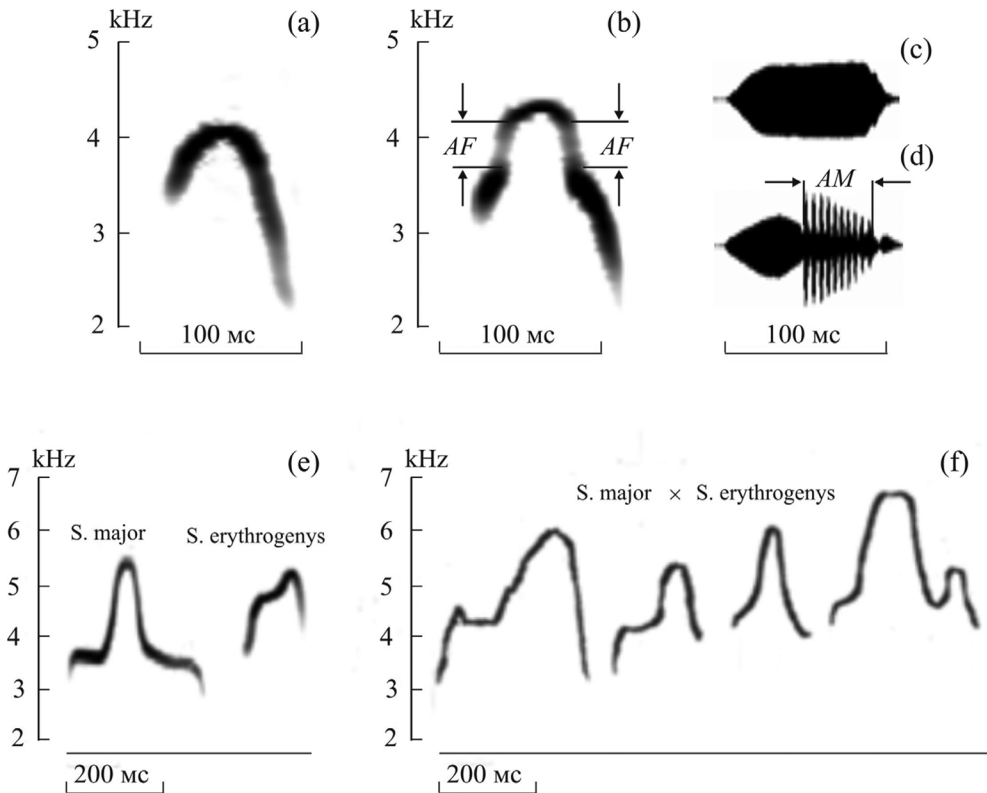 kHz
(a)
5
4
3
2
100 мс
kHz
(b)
5
4
3
2
AF
AF
100 мс
(c)
(d)
AM
100 мс
kHz
(e)
7
6
5
4
3
2
S. major
S. erythrogenys
200 мс
kHz
(f)
7
6
5
4
3
2
S. major × S. erythrogenys
200 мс